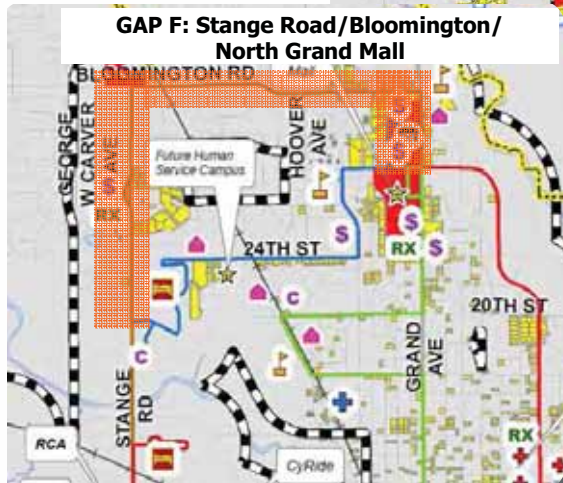 GAP F: Stange Road/Bloomington/
North Grand Mall
BLOOMINGTON RD
Mall
GEORGE
W CARVER
AVE
HOOVER
AVE
Future Human
Service Campus
RX
$
$
24TH ST
RX
C
20TH ST
GRAND
AVE
C
STANGE
RD
RCA
CyRide
RX